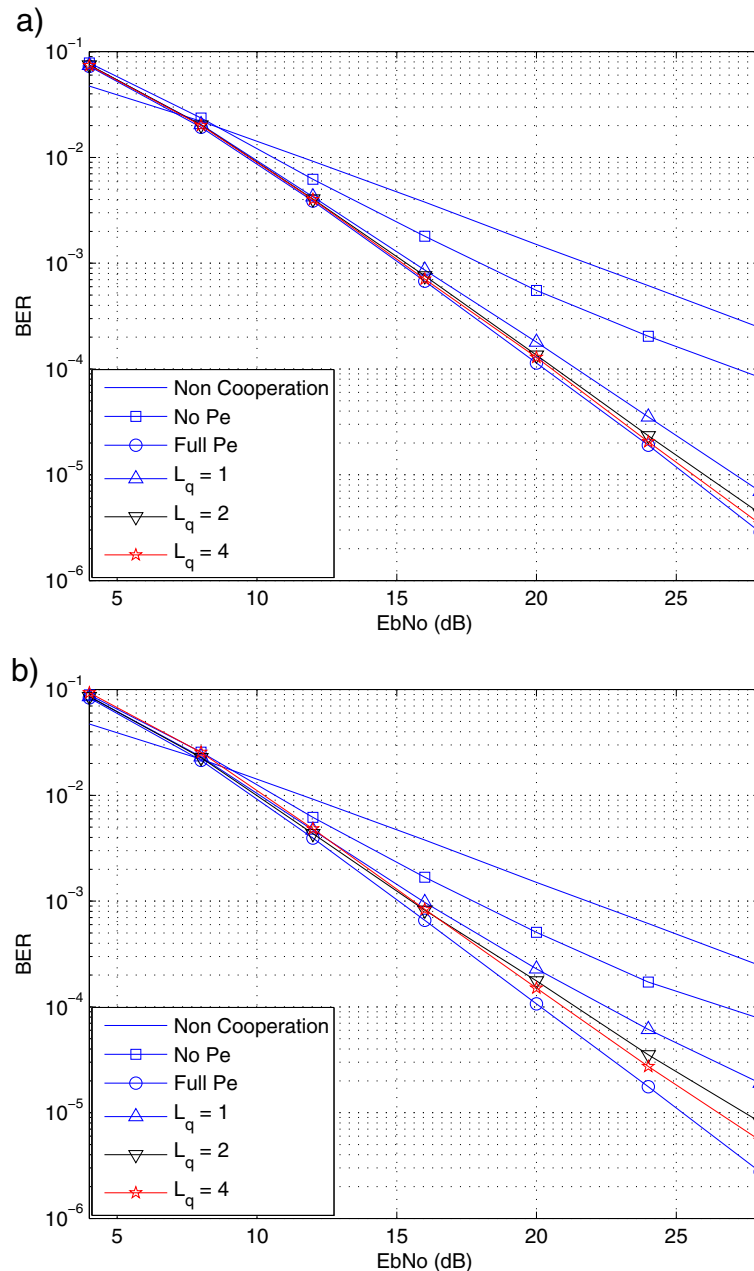 a)
10^-1
10^-2
10^-3
10^-4
10^-5
10^-6
BER
Non Cooperation
No Pe
Full Pe
L_q = 1
L_q = 2
L_q = 4
5 10 15 20 25
EbNo (dB)
b)
10^-1
10^-2
10^-3
10^-4
10^-5
10^-6
BER
Non Cooperation
No Pe
Full Pe
L_q = 1
L_q = 2
L_q = 4
5 10 15 20 25
EbNo (dB)